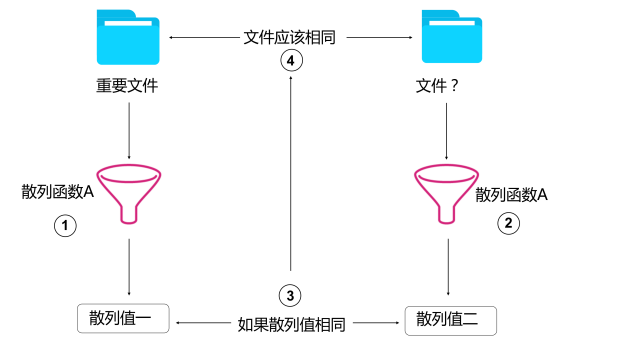 文件应该相同
④
重要文件
文件？
散列函数A
①
散列函数A
②
③
散列值一
如果散列值相同
散列值二